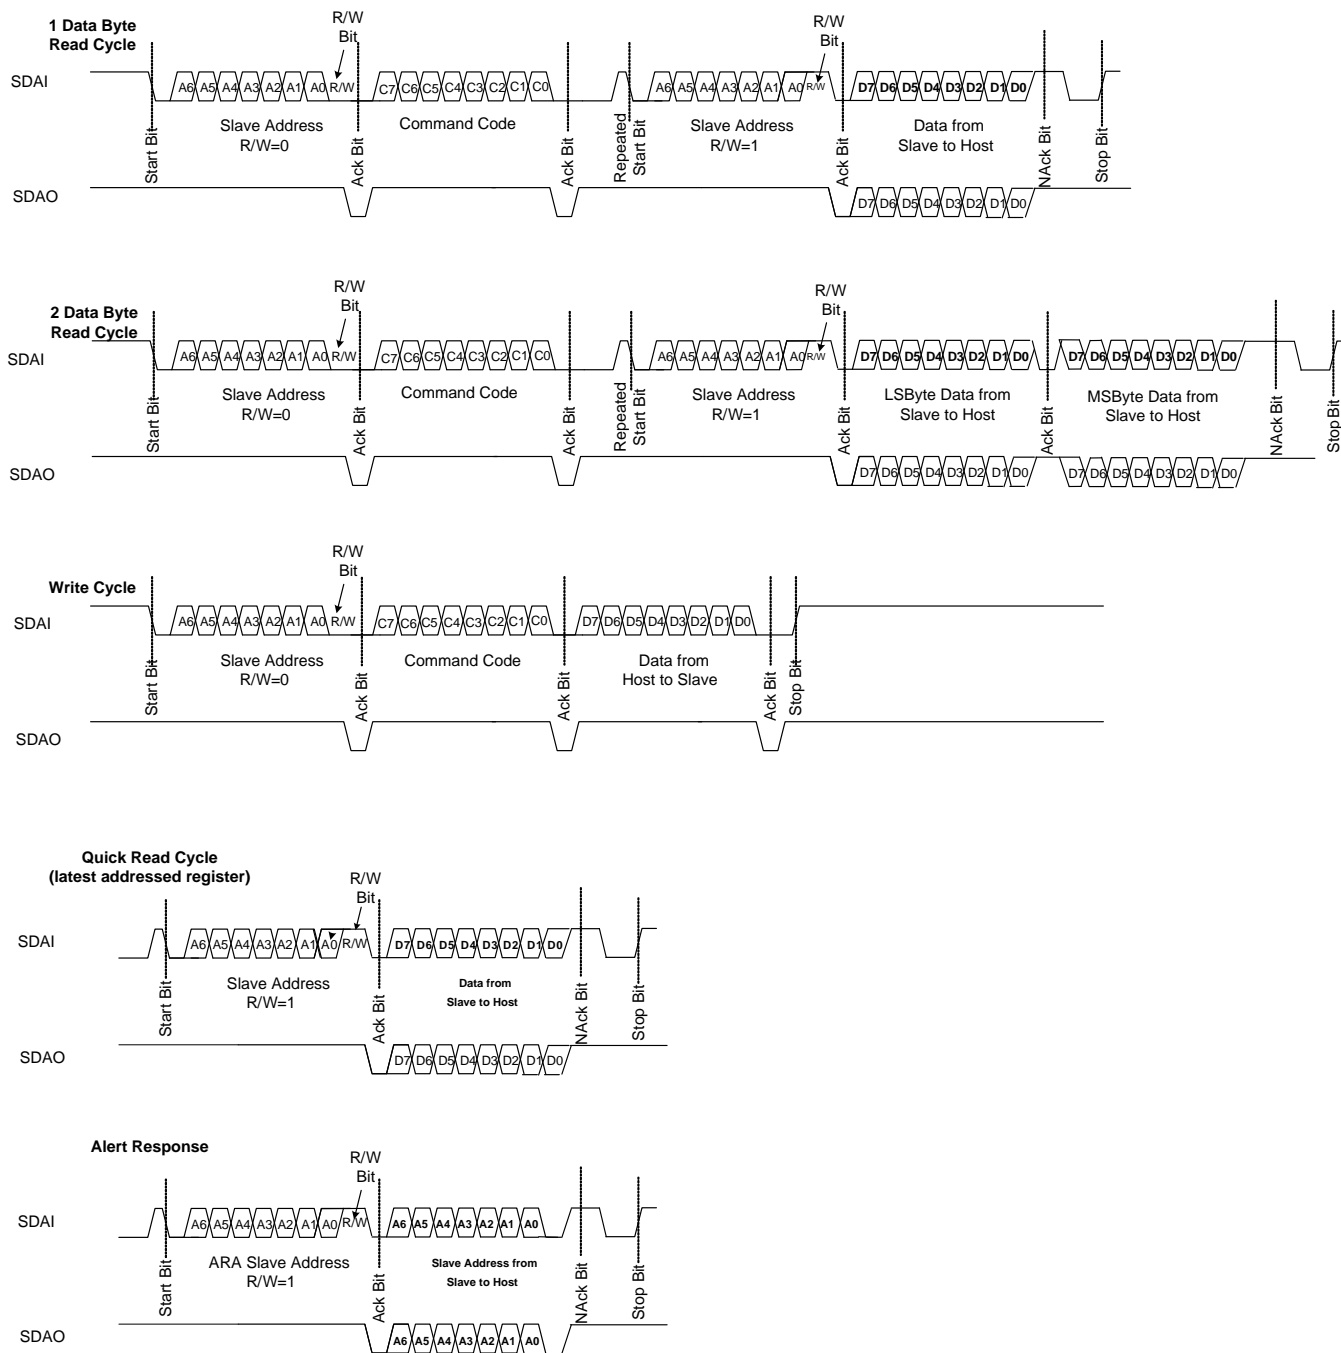 1 Data Byte
Read Cycle
R/W
Bit
R/W
Bit
SDAI
A6 A5 A4 A3 A2 A1 A0 R/W C7 C6 C5 C4 C3 C2 C1 C0 A6 A5 A4 A3 A2 A1 A0 R/W D7 D6 D5 D4 D3 D2 D1 D0
Start Bit
Slave Address
R/W=0
Ack Bit
Command Code
Ack Bit
Repeated
Start Bit
Slave Address
R/W=1
Ack Bit
Data from
Slave to Host
NAck Bit
Stop Bit
SDAO
D7 D6 D5 D4 D3 D2 D1 D0
2 Data Byte
Read Cycle
R/W
Bit
R/W
Bit
SDAI
A6 A5 A4 A3 A2 A1 A0 R/W C7 C6 C5 C4 C3 C2 C1 C0 A6 A5 A4 A3 A2 A1 A0 R/W D7 D6 D5 D4 D3 D2 D1 D0 D7 D6 D5 D4 D3 D2 D1 D0
Start Bit
Slave Address
R/W=0
Ack Bit
Command Code
Ack Bit
Repeated
Start Bit
Slave Address
R/W=1
Ack Bit
LSByte Data from
Slave to Host
Ack Bit
MSByte Data from
Slave to Host
NAck Bit
Stop Bit
SDAO
D7 D6 D5 D4 D3 D2 D1 D0 D7 D6 D5 D4 D3 D2 D1 D0
Write Cycle
R/W
Bit
SDAI
A6 A5 A4 A3 A2 A1 A0 R/W C7 C6 C5 C4 C3 C2 C1 C0 D7 D6 D5 D4 D3 D2 D1 D0
Start Bit
Slave Address
R/W=0
Ack Bit
Command Code
Ack Bit
Data from
Host to Slave
Ack Bit
Stop Bit
SDAO
Quick Read Cycle
(latest addressed register)
R/W
Bit
SDAI
A6 A5 A4 A3 A2 A1 A0 R/W D7 D6 D5 D4 D3 D2 D1 D0
Start Bit
Slave Address
R/W=1
Ack Bit
Data from
Slave to Host
NAck Bit
Stop Bit
SDAO
D7 D6 D5 D4 D3 D2 D1 D0
Alert Response
R/W
Bit
SDAI
A6 A5 A4 A3 A2 A1 A0 R/W A6 A5 A4 A3 A2 A1 A0
Start Bit
ARA Slave Address
R/W=1
Ack Bit
Slave Address from
Slave to Host
NAck Bit
Stop Bit
SDAO
A6 A5 A4 A3 A2 A1 A0